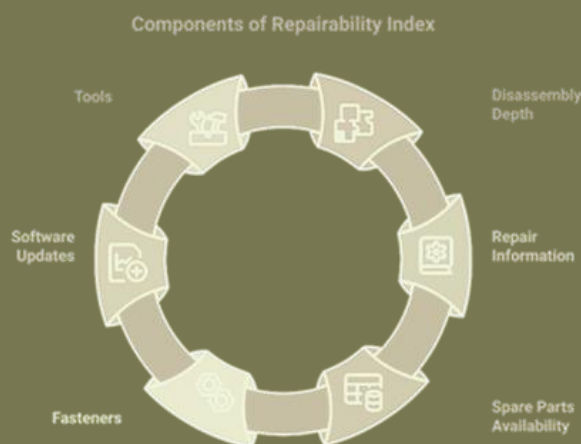 Components of Repairability Index
Tools
Disassembly
Depth
Software
Updates
Repair
Information
Fasteners
Spare Parts
Availability